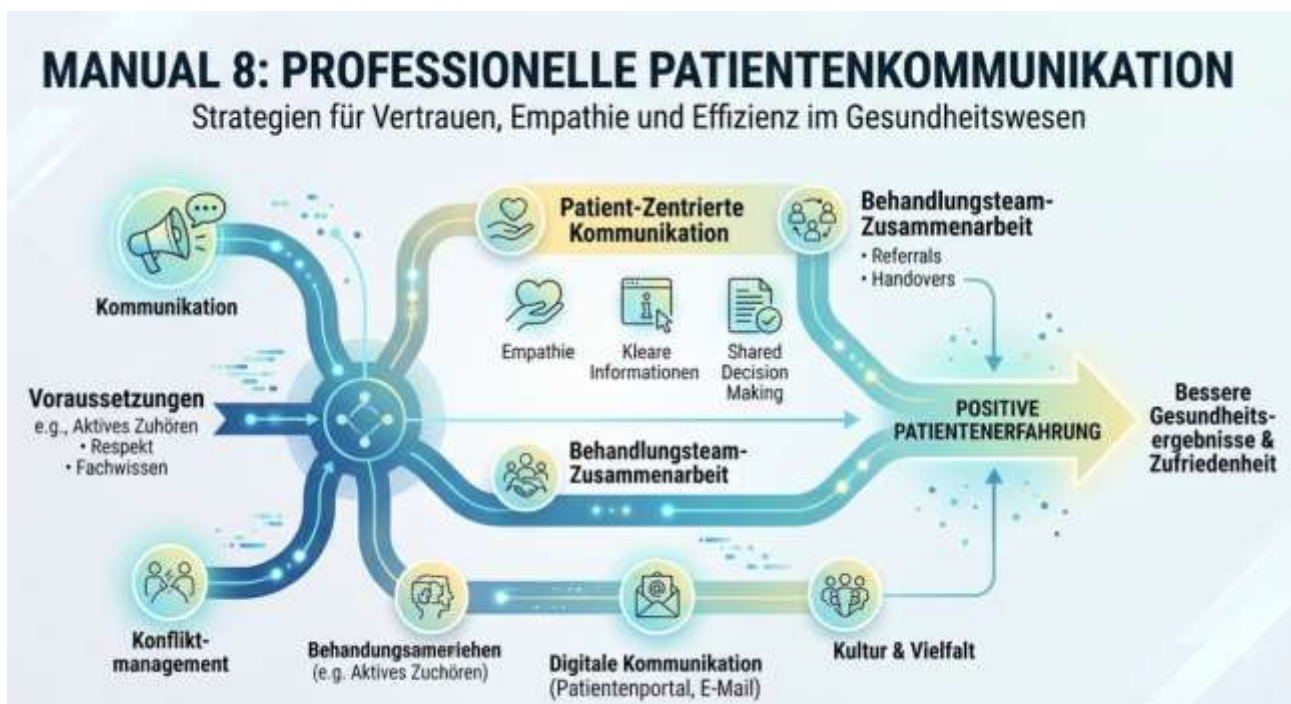 MANUAL 8: PROFESSIONELLE PATIENTENKOMMUNIKATION
Strategien für Vertrauen, Empathie und Effizienz im Gesundheitswesen
Kommunikation
Voraussetzungen
e.g., Aktives Zuhören
• Respekt
• Fachwissen
Konflikt-
management
Patient-Zentrierte
Kommunikation
Empathie
Kleare
Informationen
Shared
Decision
Making
Behandlungsteam-
Zusammenarbeit
• Referrals
• Handovers
Behandlungsteam-
Zusammenarbeit
Behandungsameriehen
(e.g. Aktives Zuchören)
Digitale Kommunikation
(Patientenportal, E-Mail)
Kultur & Vielfalt
POSITIVE
PATIENTENERFAHRUNG
Bessere
Gesundheits-
ergebnisse &
Zufriedenheit